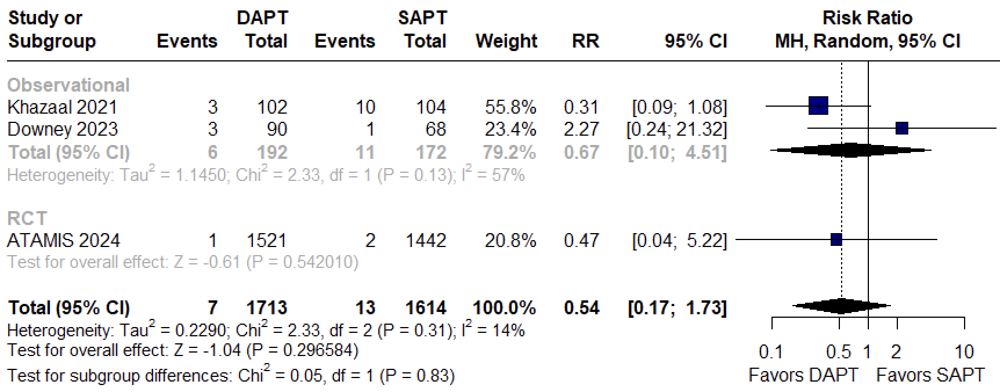 Study or DAPT SAPT Risk Ratio
Subgroup Events Total Events Total Weight RR 95% CI MH, Random, 95% CI
Observational
Khazaal 2021 3 102 10 104 55.8% 0.31 [0.09; 1.08]
Downey 2023 3 90 1 68 23.4% 2.27 [0.24; 21.32]
Total (95% CI) 6 192 11 172 79.2% 0.67 [0.10; 4.51]
Heterogeneity: Tau² = 1.1450; Chi² = 2.33, df = 1 (P = 0.13); I² = 57%
RCT
ATAMIS 2024 1 1521 2 1442 20.8% 0.47 [0.04; 5.22]
Test for overall effect: Z = -0.61 (P = 0.542010)
Total (95% CI) 7 1713 13 1614 100.0% 0.54 [0.17; 1.73]
Heterogeneity: Tau² = 0.2290; Chi² = 2.33, df = 2 (P = 0.31); I² = 14%
Test for overall effect: Z = -1.04 (P = 0.296584)
Test for subgroup differences: Chi² = 0.05, df = 1 (P = 0.83)
0.1 0.5 1 2 10
Favors DAPT Favors SAPT